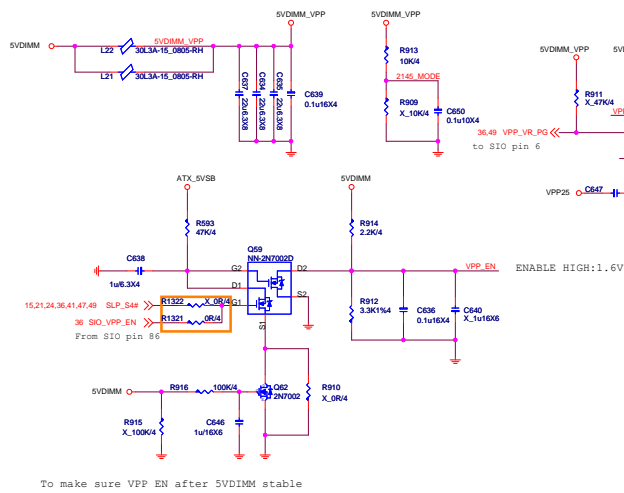 5VDIMM_VPP
5VDIMM_VPP
5VD
5VDIMM
5VDIMM_VPP
L22 30L3A-15_0805-RH
L21 30L3A-15_0805-RH
C637 22u/6.3X8
C634 22u/6.3X8
C635 22u/6.3X8
C639
0.1u16X4
5VDIMM
R913
10K/4
2145_MODE
R909
X_10K/4
C650
0.1u10X4
R911
X_47K/4
36,49 VPP_VR_PG
to SIO pin 6
VPP25 C647
ATX_5VSB
R593
47K/4
C638
1u/6.3X4
Q59
NN-2N7002D
G2 D2
D1 S2
G1
S1
15,21,24,36,41,47,49 SLP_S4#
R1322 X_0R/4
36 SIO_VPP_EN
R1321 0R/4
From SIO pin 86
5VDIMM
R914
2.2K/4
VPP_EN
ENABLE HIGH:1.6V
R912
3.3K1%4
C636
0.1u16X4
C640
X_1u16X6
5VDIMM
R916 100K/4
R915
X_100K/4
C646
1u/16X6
Q62
2N7002
R910
X_0R/4
To make sure VPP EN after 5VDIMM stable